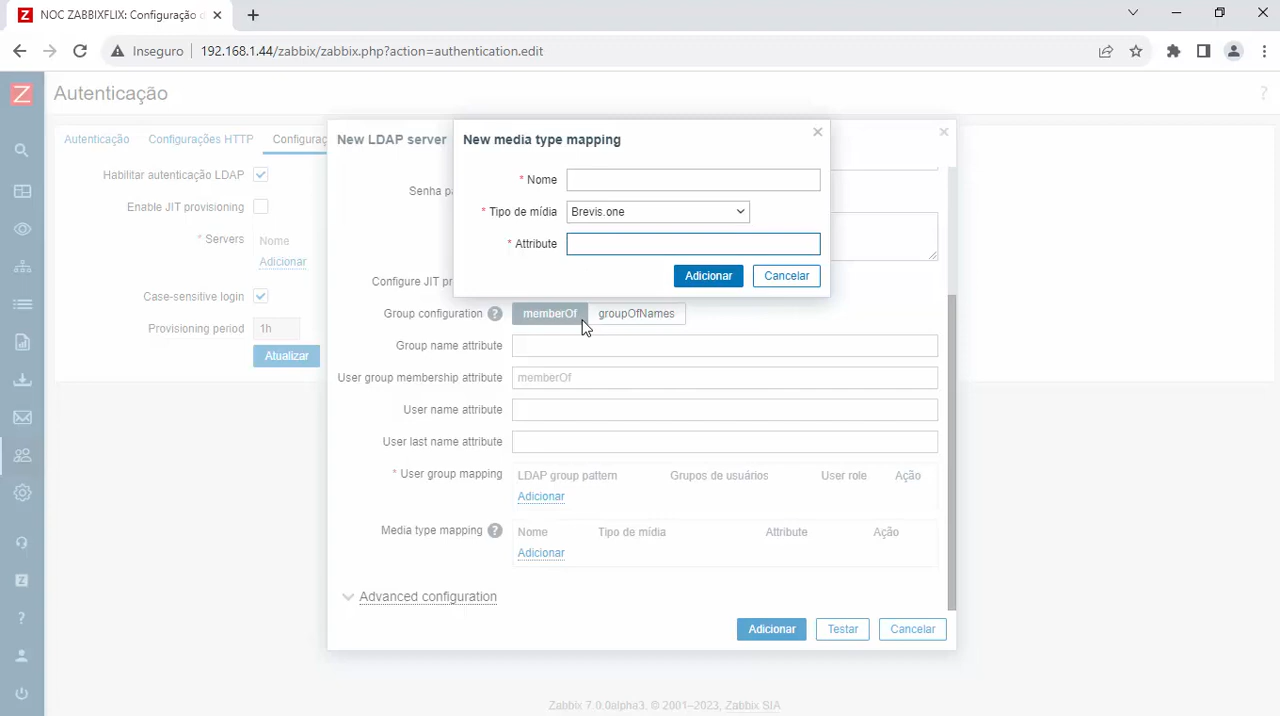 Z NOC ZABBIXFLIX: Configuração
Inseguro 192.168.1.44/zabbix/zabbix.php?action=authentication.edit
Z Autenticação ?
Autenticação Configurações HTTP Configuraç
Habilitar autenticação LDAP
Enable JIT provisioning
* Servers Nome
Adicionar
Case-sensitive login
Provisioning period 1h
Atualizar
New LDAP server
Senha pa
Configure JIT pr
New media type mapping
* Nome
* Tipo de mídia Brevis.one
* Attribute
Adicionar Cancelar
Group configuration ? memberOf groupOfNames
Group name attribute
User group membership attribute memberOf
User name attribute
User last name attribute
* User group mapping LDAP group pattern Grupos de usuários User role Ação
Adicionar
Media type mapping ? Nome Tipo de mídia Attribute Ação
Adicionar
Advanced configuration
Adicionar Testar Cancelar
Z
?
Zabbix 7.0.0alpha3. © 2001–2023, Zabbix SIA